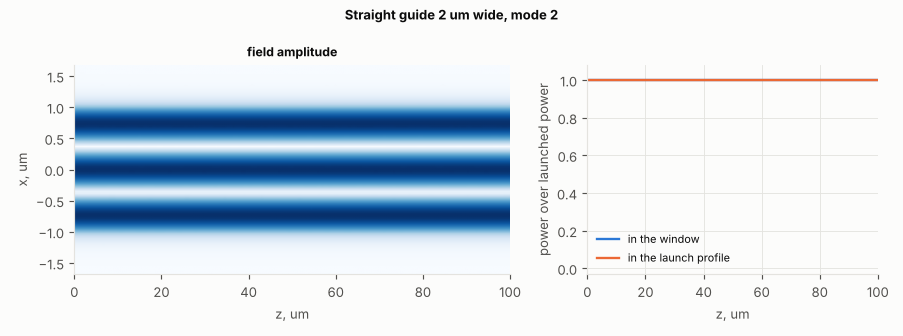 Straight guide 2 um wide, mode 2
field amplitude
1.5
1.0
0.5
0.0
−0.5
−1.0
−1.5
x, um
0 20 40 60 80 100
z, um
power over launched power
1.0
0.8
0.6
0.4
0.2
0.0
in the window
in the launch profile
0 20 40 60 80 100
z, um